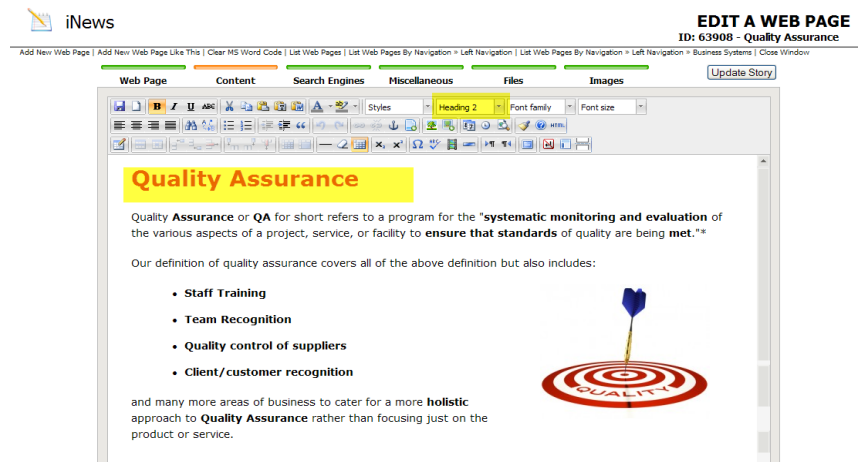 iNews
EDIT A WEB PAGE
ID: 63908 - Quality Assurance
Add New Web Page | Add New Web Page Like This | Clear MS Word Code | List Web Pages | List Web Pages By Navigation » Left Navigation | List Web Pages By Navigation » Left Navigation » Business Systems | Close Window
Update Story
Web Page Content Search Engines Miscellaneous Files Images
B I U ABC Styles Heading 2 Font family Font size
HTML
Quality Assurance
Quality Assurance or QA for short refers to a program for the "systematic monitoring and evaluation of
the various aspects of a project, service, or facility to ensure that standards of quality are being met."*
Our definition of quality assurance covers all of the above definition but also includes:
• Staff Training
• Team Recognition
• Quality control of suppliers
• Client/customer recognition
QUALITY
and many more areas of business to cater for a more holistic
approach to Quality Assurance rather than focusing just on the
product or service.